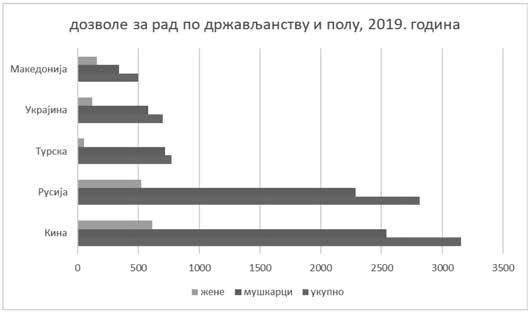 дозволе за рад по држављанству и полу, 2019. година
Македонија
Украјина
Турска
Русија
Кина
0 500 1000 1500 2000 2500 3000 3500
жене мушкарци укупно